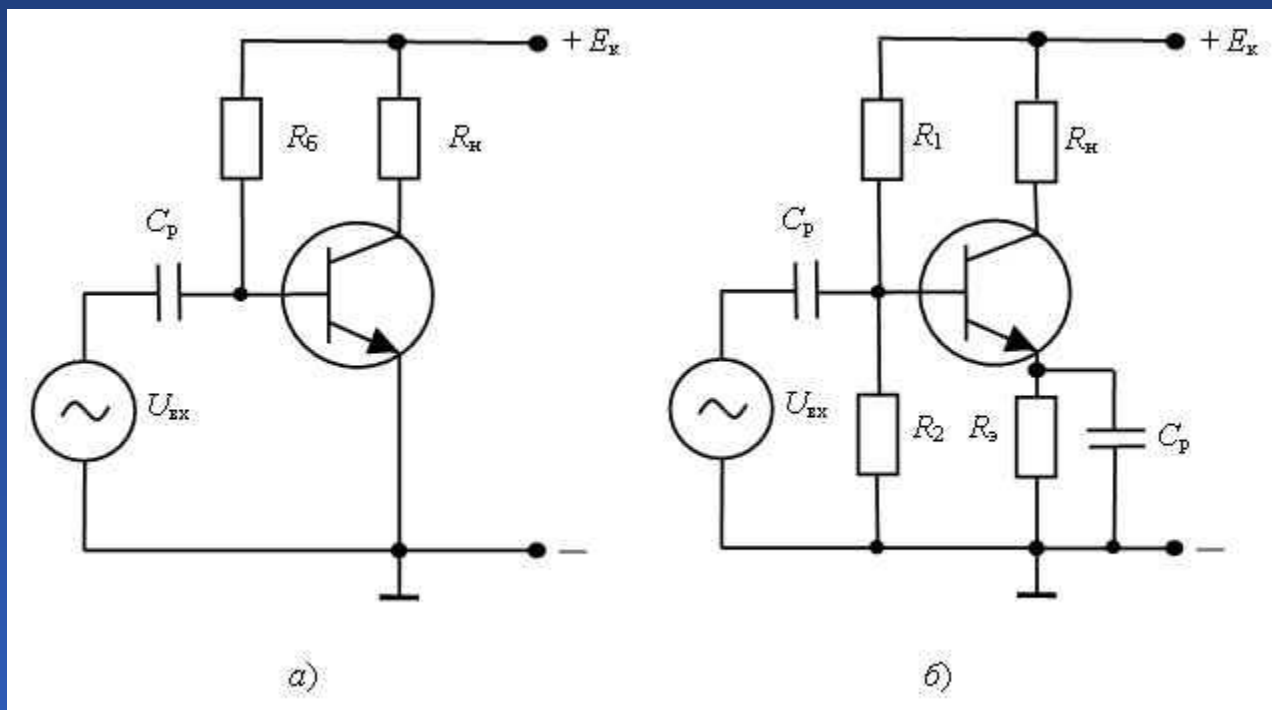 + Eк
Rб
Rн
Cр
Uвх
—
а)
+ Eк
R1
Rн
Cр
Uвх
R2
Rэ
Cр
—
б)